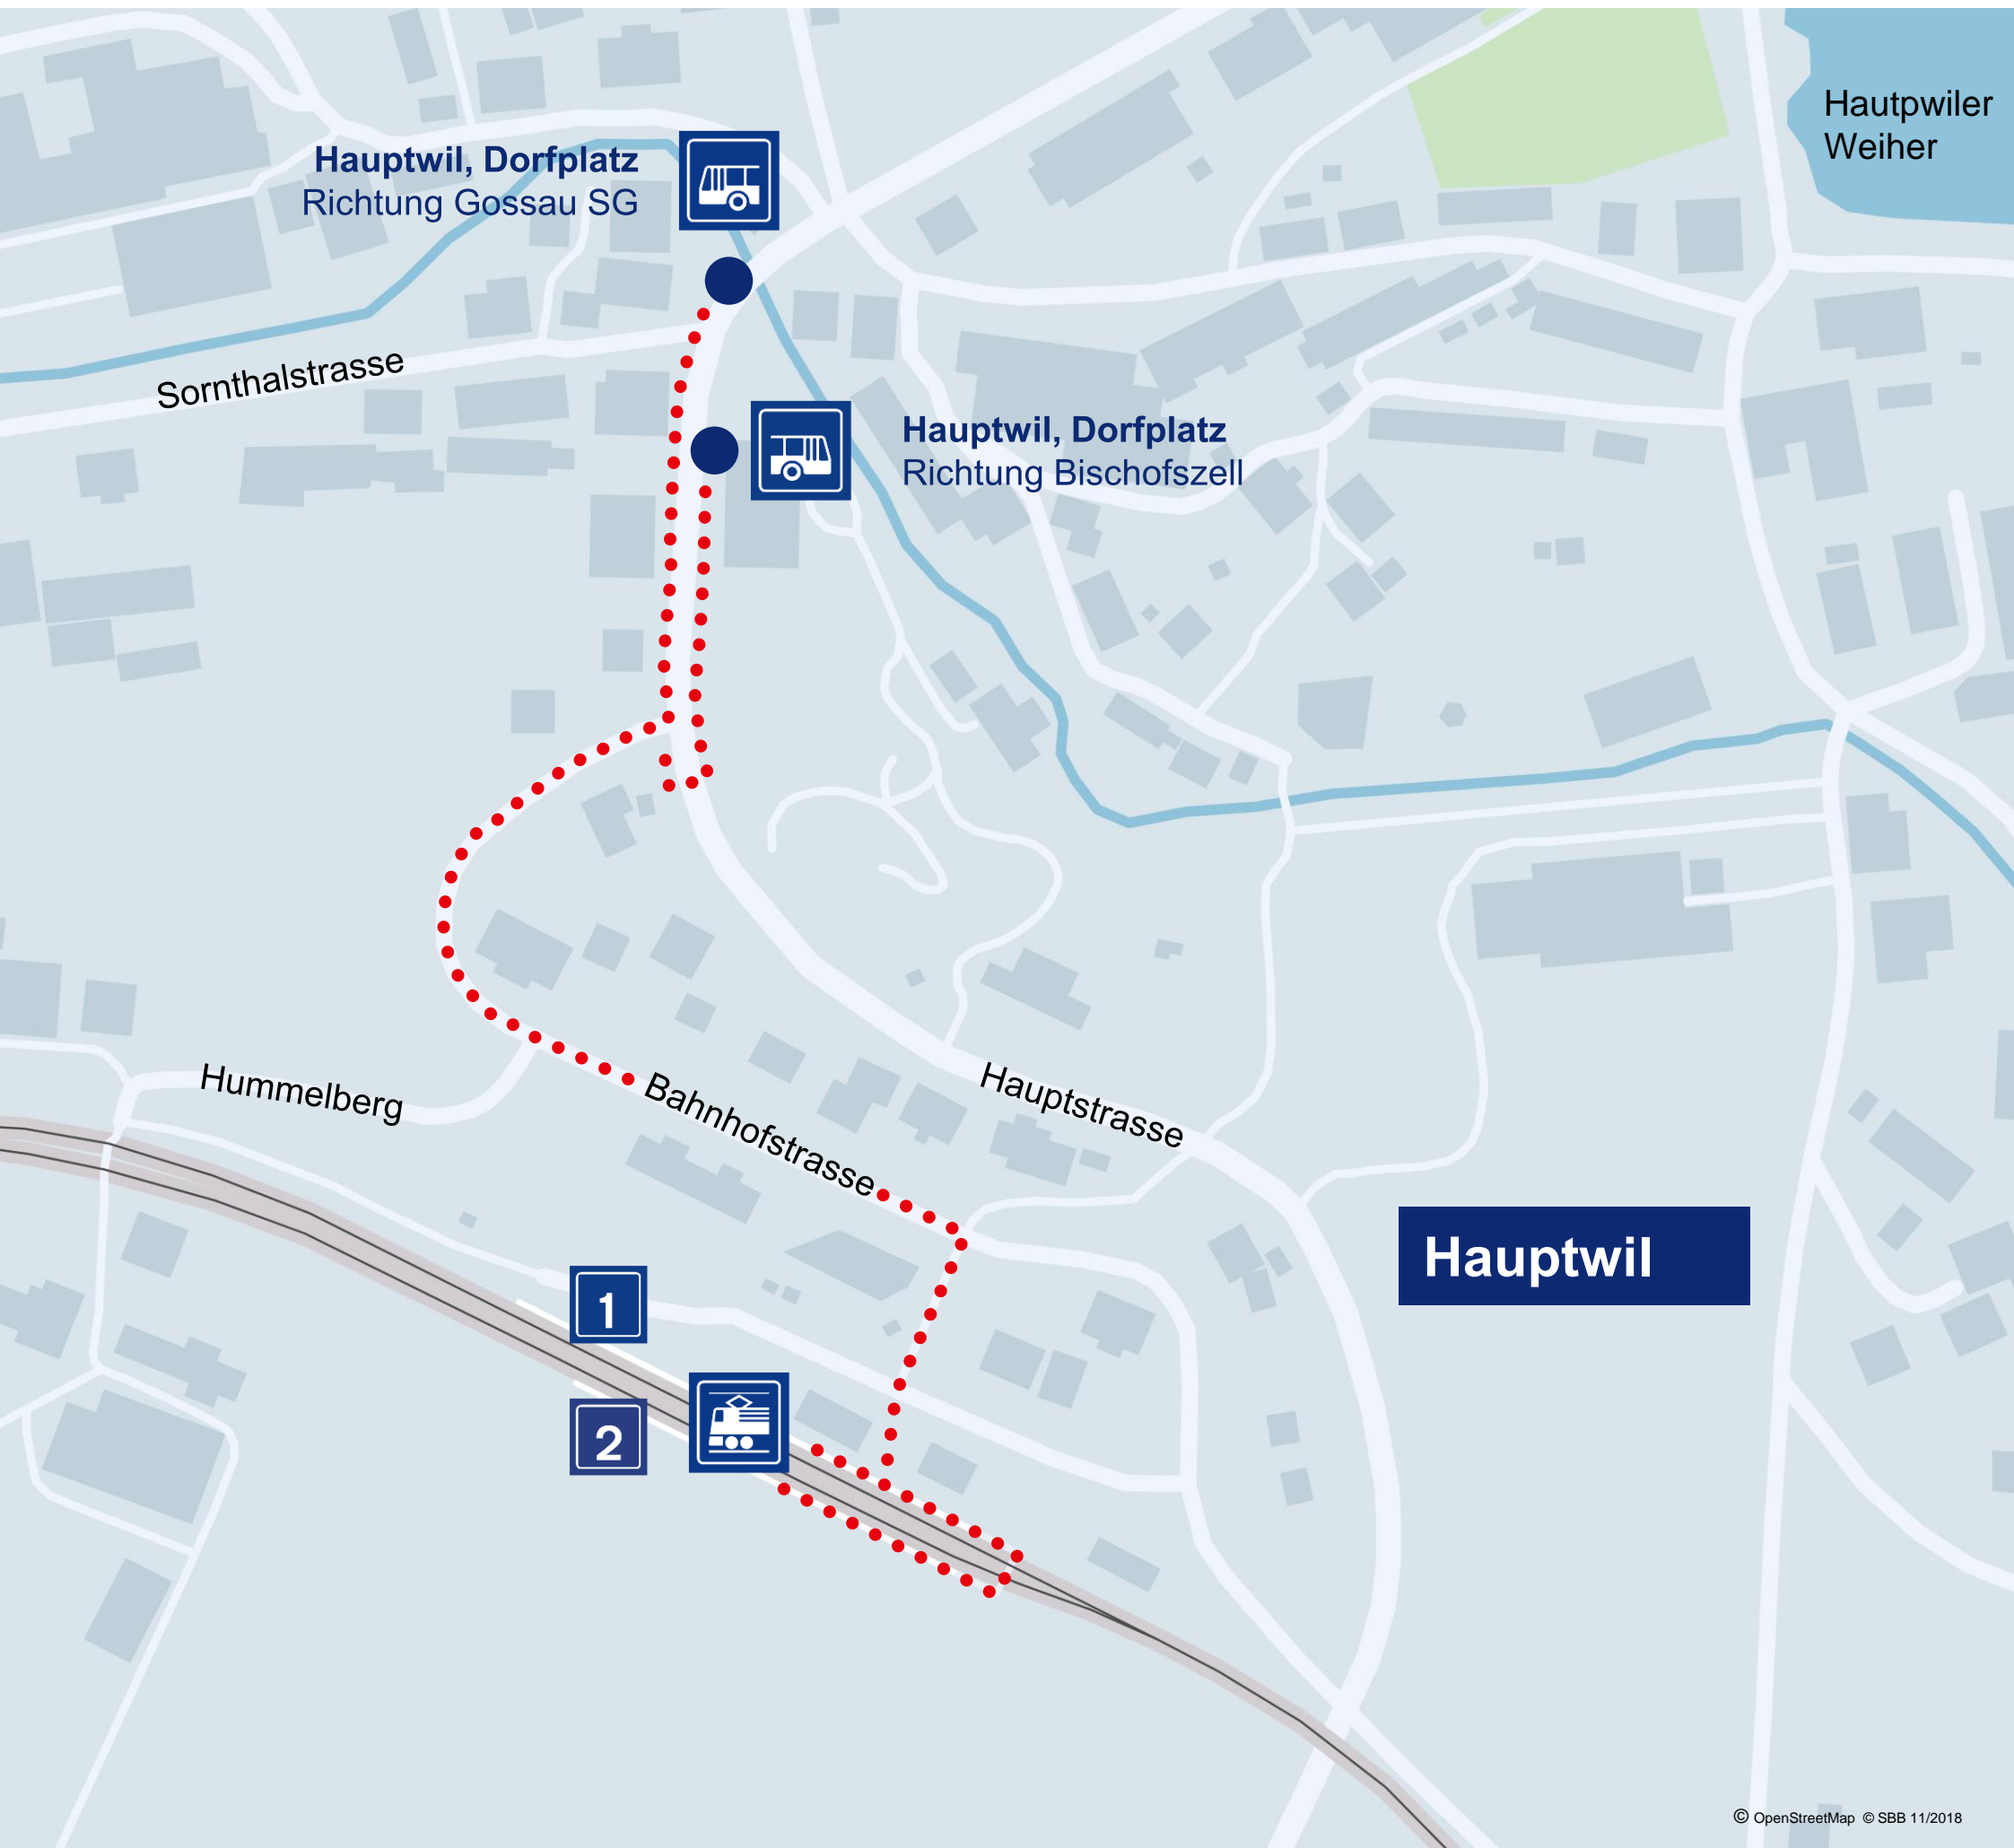 Hautpwiler
Weiher
Hauptwil, Dorfplatz
Richtung Gossau SG
Sornthalstrasse
Hauptwil, Dorfplatz
Richtung Bischofszell
Hummelberg
Bahnhofstrasse
Hauptstrasse
Hauptwil
1
2
© OpenStreetMap © SBB 11/2018